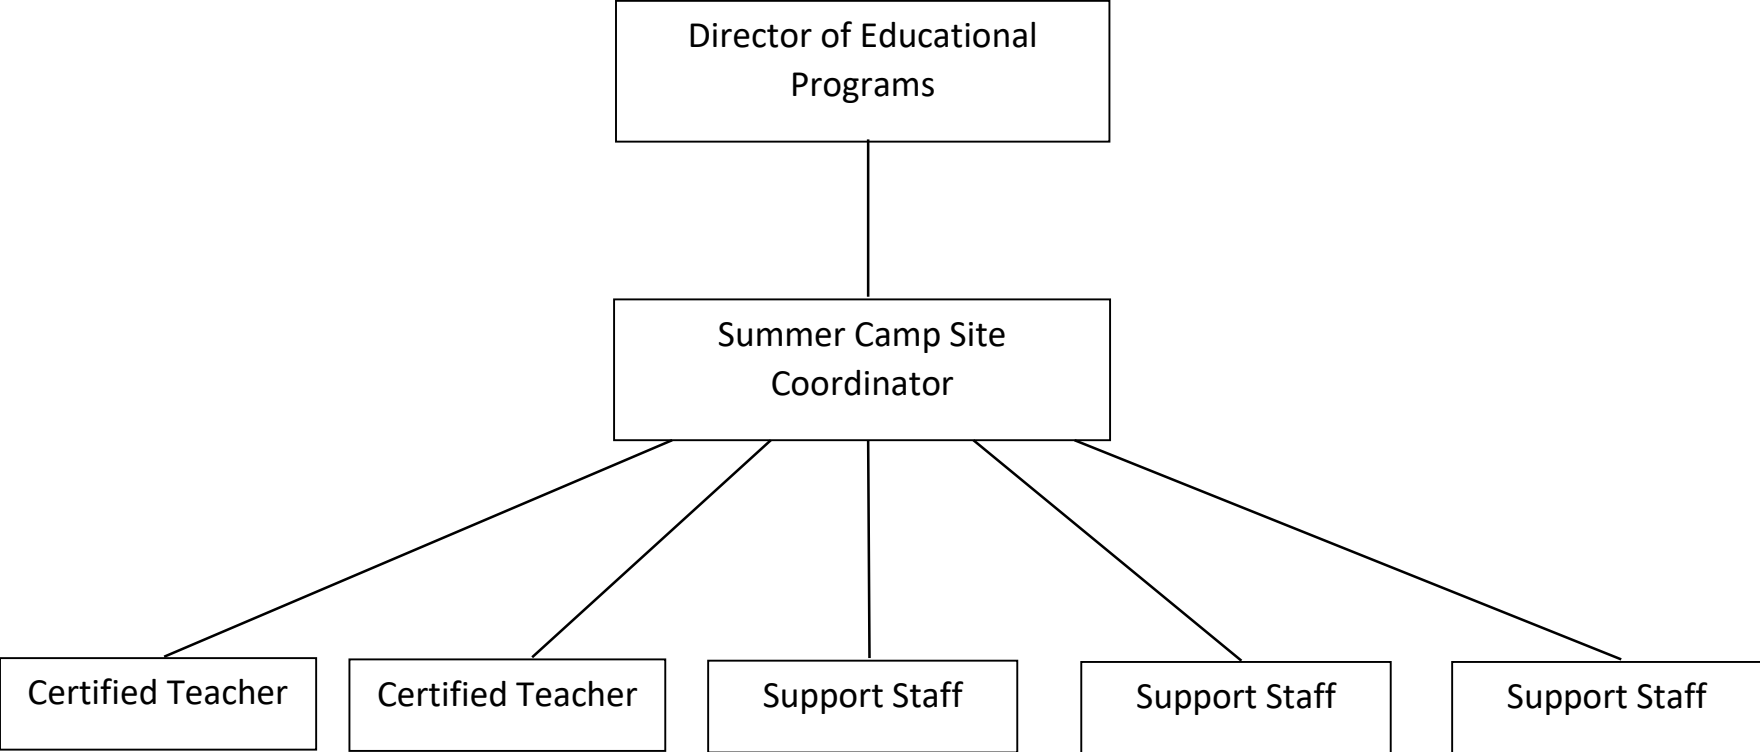 Director of Educational
Programs
Summer Camp Site
Coordinator
Certified Teacher
Certified Teacher
Support Staff
Support Staff
Support Staff